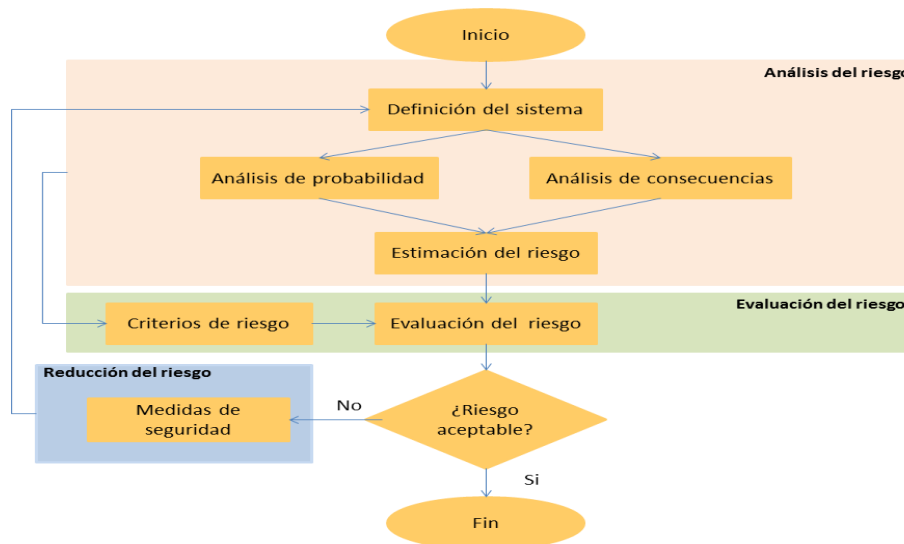 Inicio
Análisis del riesgo
Definición del sistema
Análisis de probabilidad
Análisis de consecuencias
Estimación del riesgo
Evaluación del riesgo
Criterios de riesgo
Evaluación del riesgo
Reducción del riesgo
Medidas de
seguridad
No
¿Riesgo
aceptable?
Si
Fin